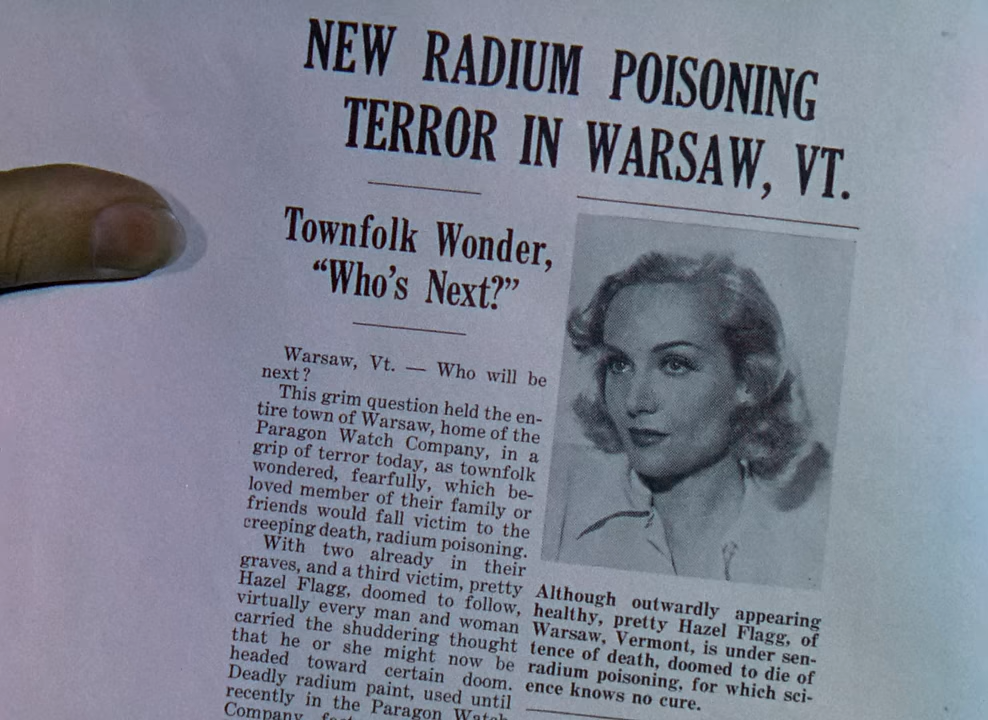 NEW RADIUM POISONING
TERROR IN WARSAW, VT.
Townfolk Wonder,
“Who’s Next?”
Warsaw, Vt. — Who will be
next?
This grim question held the en-
tire town of Warsaw, home of the
Paragon Watch Company, in a
grip of terror today, as townfolk
wondered, fearfully, which be-
loved member of their family or
friends would fall victim to the
creeping death, radium poisoning.
With two already in their
graves, and a third victim, pretty
Hazel Flagg, doomed to follow,
virtually every man and woman
carried the shuddering thought
that he or she might now be
headed toward certain doom.
Deadly radium paint, used until
recently in the Paragon Watch
Company
Although outwardly appearing
healthy, pretty Hazel Flagg, of
Warsaw, Vermont, is under sen-
tence of death, doomed to die of
radium poisoning, for which sci-
ence knows no cure.